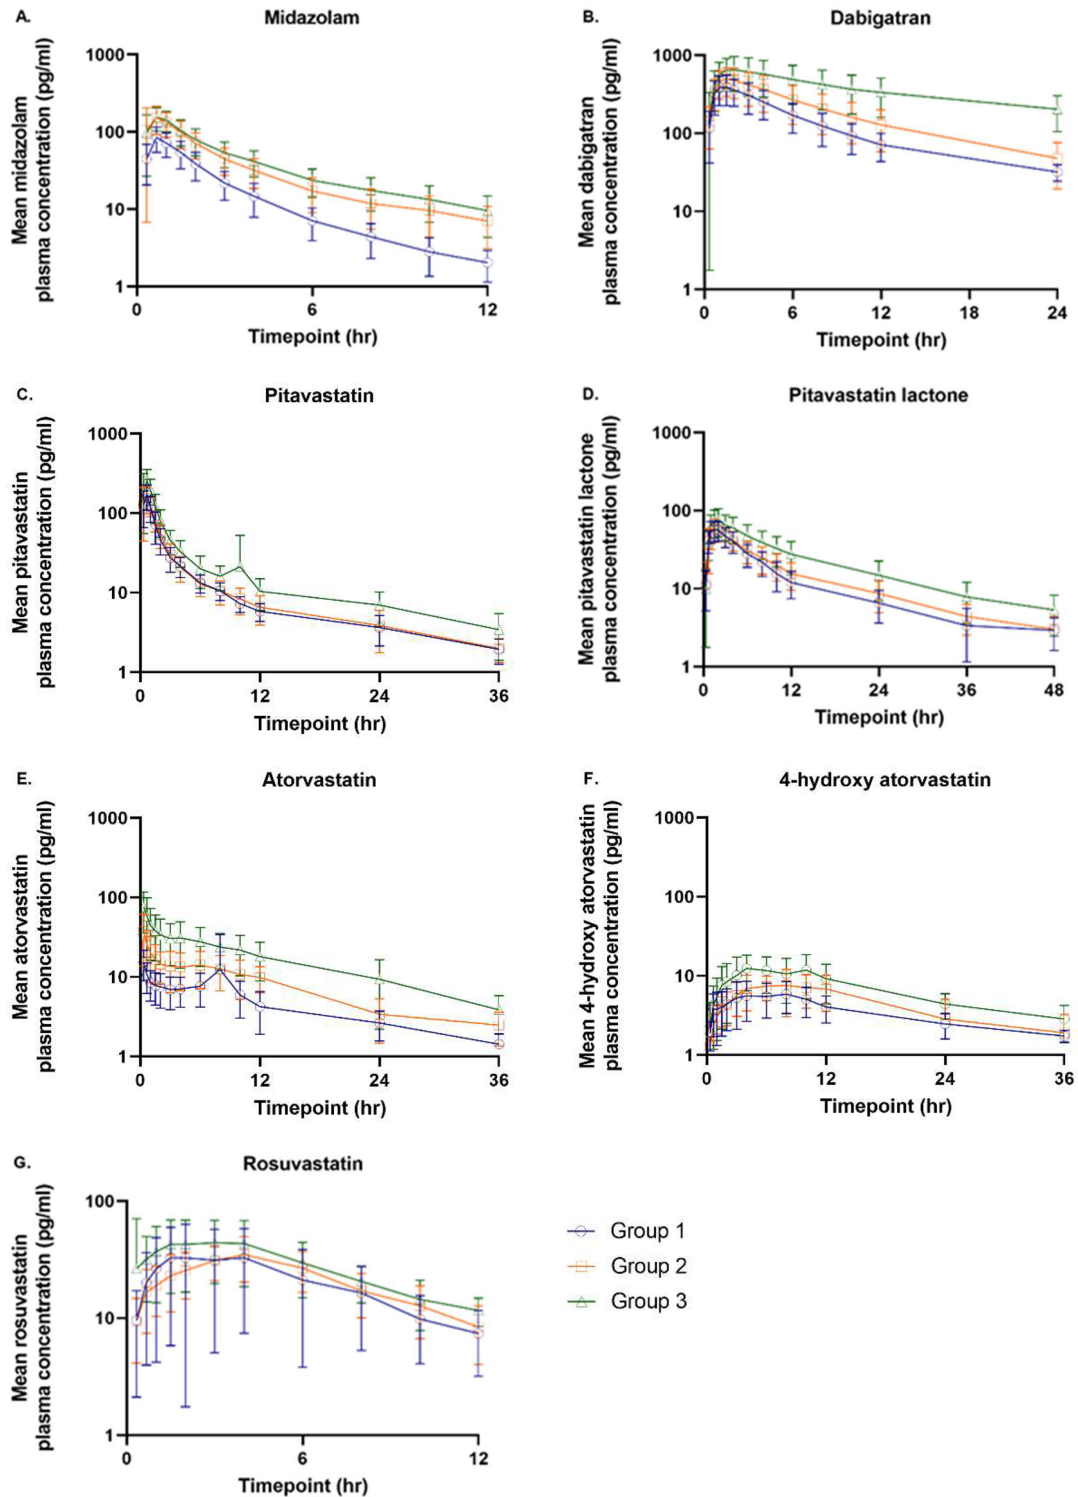 A.
Midazolam
Mean midazolam
plasma concentration (pg/ml)
1000
100
10
1
0
6
12
Timepoint (hr)
B.
Dabigatran
Mean dabigatran
plasma concentration (pg/ml)
1000
100
10
1
0
6
12
18
24
Timepoint (hr)
C.
Pitavastatin
Mean pitavastatin
plasma concentration (pg/ml)
1000
100
10
1
0
12
24
36
Timepoint (hr)
D.
Pitavastatin lactone
Mean pitavastatin lactone
plasma concentration (pg/ml)
1000
100
10
1
0
12
24
36
48
Timepoint (hr)
E.
Atorvastatin
Mean atorvastatin
plasma concentration (pg/ml)
1000
100
10
1
0
12
24
36
Timepoint (hr)
F.
4-hydroxy atorvastatin
Mean 4-hydroxy atorvastatin
plasma concentration (pg/ml)
1000
100
10
1
0
12
24
36
Timepoint (hr)
G.
Rosuvastatin
Mean rosuvastatin
plasma concentration (pg/ml)
100
10
1
0
6
12
Timepoint (hr)
Group 1
Group 2
Group 3